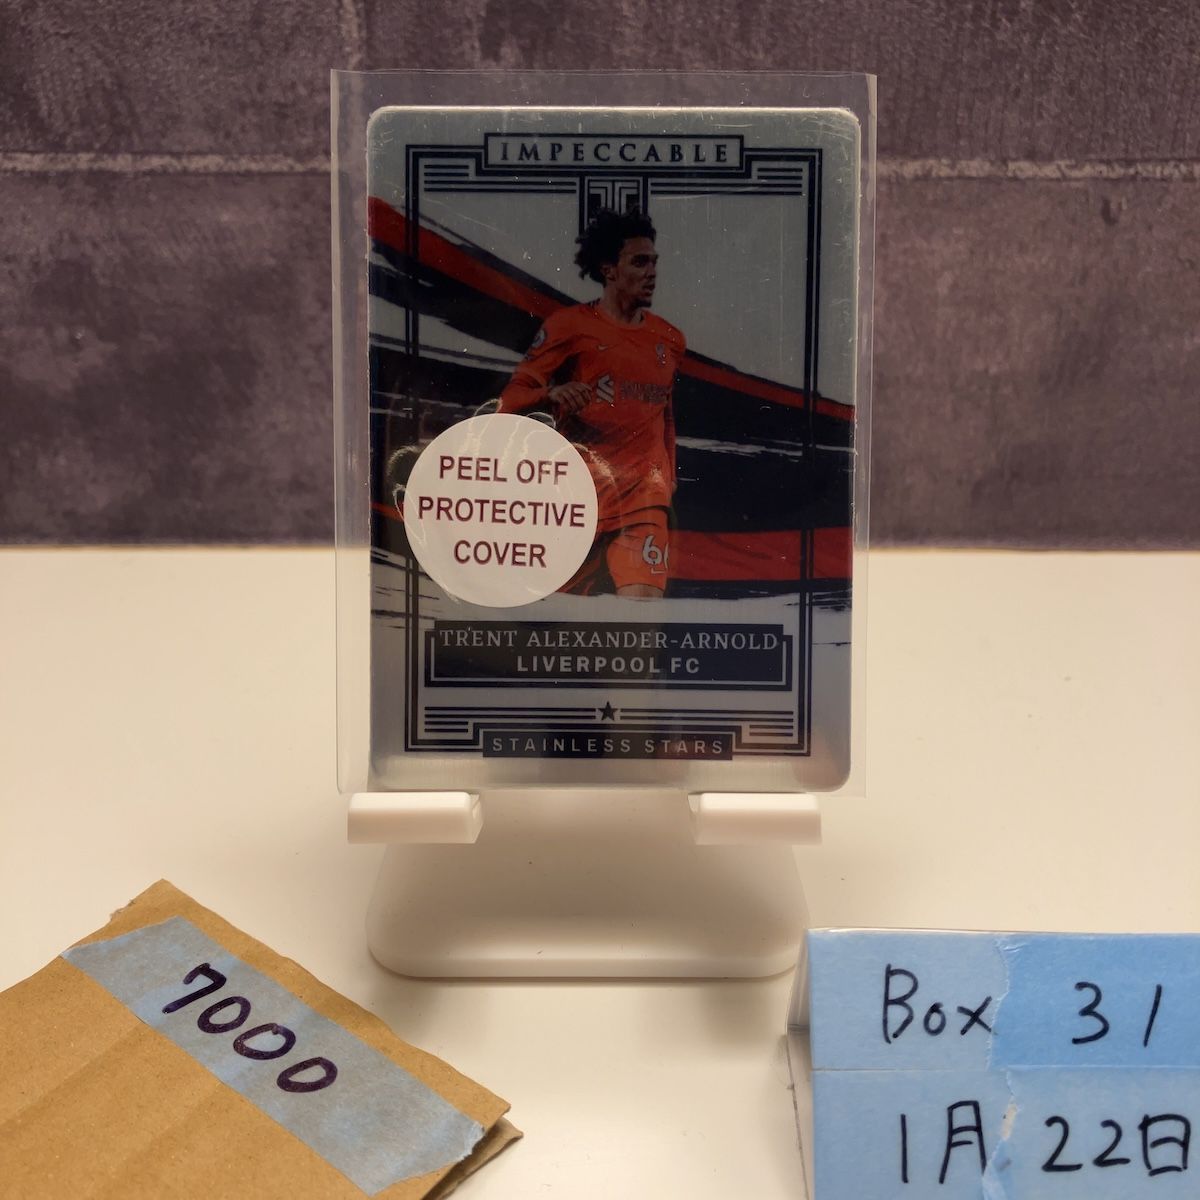 IMPECCABLE
PEEL OFF
PROTECTIVE
COVER
66
TRENT ALEXANDER-ARNOLD
LIVERPOOL FC
STAINLESS STARS
7000
Box 31
1月22日